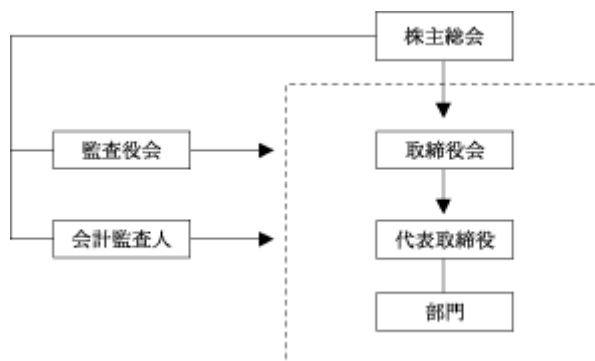 株主総会
監査役会
取締役会
会計監査人
代表取締役
部門